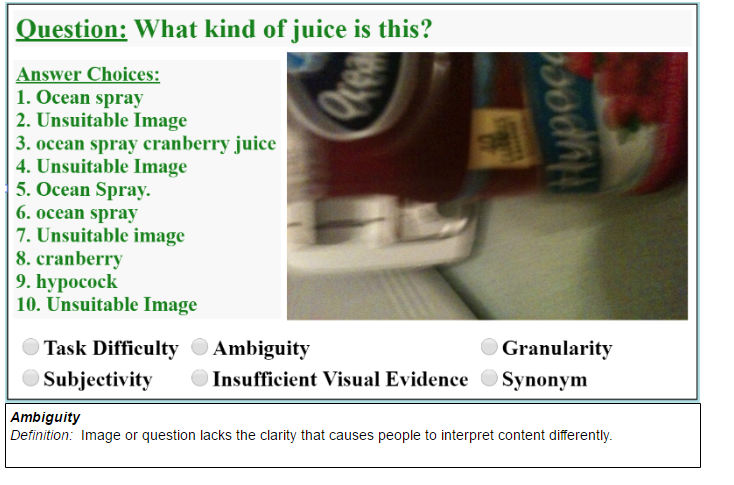 Question: What kind of juice is this?
Answer Choices:
1. Ocean spray
2. Unsuitable Image
3. ocean spray cranberry juice
4. Unsuitable Image
5. Ocean Spray.
6. ocean spray
7. Unsuitable image
8. cranberry
9. hypocock
10. Unsuitable Image
Ocean
Task Difficulty Ambiguity Granularity
Subjectivity Insufficient Visual Evidence Synonym
Ambiguity
Definition: Image or question lacks the clarity that causes people to interpret content differently.